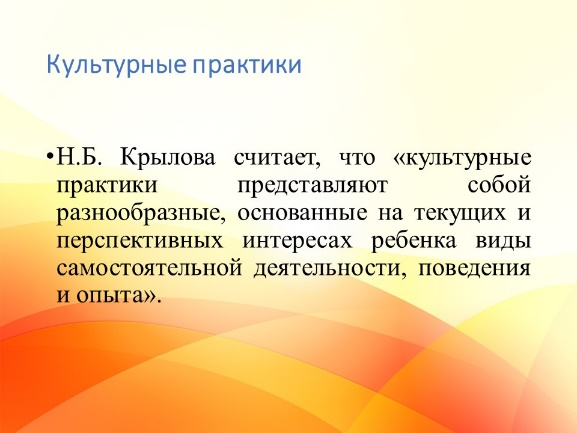 Культурные практики
•Н.Б. Крылова считает, что «культурные
практики представляют собой
разнообразные, основанные на текущих и
перспективных интересах ребенка виды
самостоятельной деятельности, поведения
и опыта».